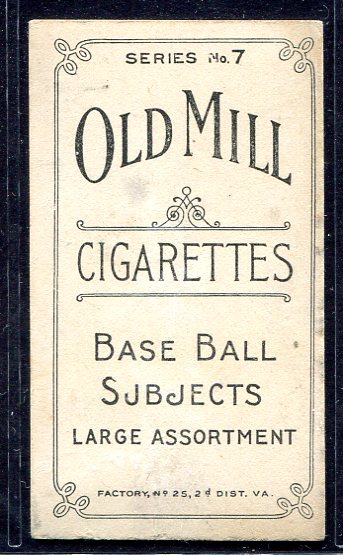 SERIES No. 7
OLD MILL
CIGARETTES
BASE BALL
SUBJECTS
LARGE ASSORTMENT
FACTORY, No 25, 2d DIST. VA.